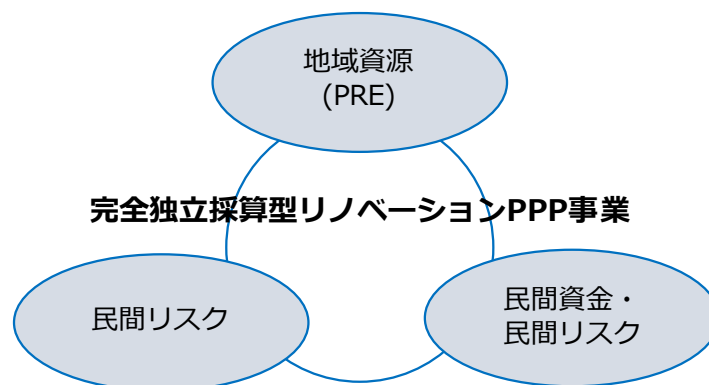 地域資源
(PRE)
完全独立採算型リノベーションPPP事業
民間リスク
民間資金・
民間リスク